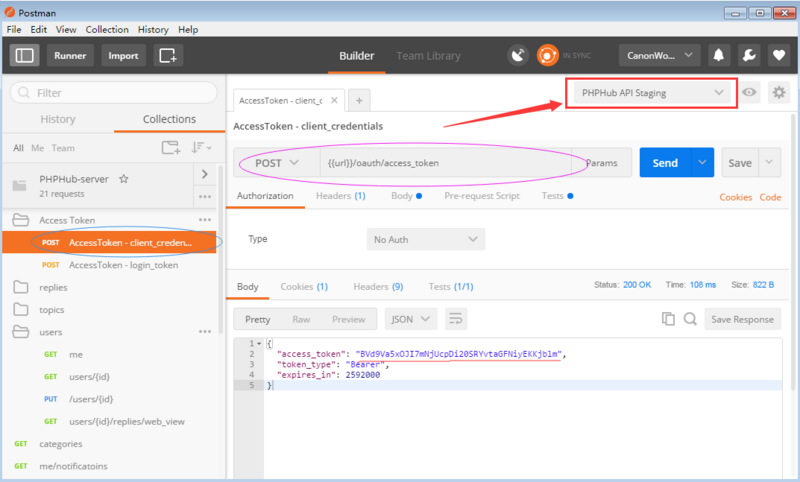 Postman
File Edit View Collection History Help
Runner Import Builder Team Library IN SYNC CanonWo...
Filter
History Collections
All Me Team
PHPHub-server
21 requests
Access Token
POST AccessToken - client_creden...
POST AccessToken - login_token
replies
topics
users
GET me
GET users/{id}
PUT /users/{id}
GET users/{id}/replies/web_view
GET categories
GET me/notificatoins
AccessToken - client_c
PHPHub API Staging
AccessToken - client_credentials
POST {{url}}/oauth/access_token Params Send Save
Authorization Headers (1) Body Pre-request Script Tests Cookies Code
Type No Auth
Body Cookies (1) Headers (9) Tests (1/1) Status: 200 OK Time: 108 ms Size: 822 B
Pretty Raw Preview JSON Save Response
1 {
2 "access_token": "BVd9Va5xOJI7mNjUcpDi20SRYvtaGFNiyEKKjblm",
3 "token_type": "Bearer",
4 "expires_in": 2592000
5 }